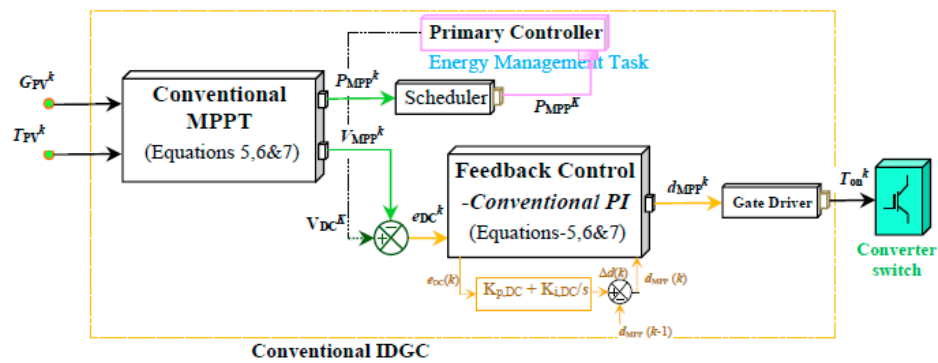 Primary Controller
Energy Management Task
G_PV^k
T_PV^k
Conventional
MPPT
(Equations 5,6&7)
P_MPP^k
Scheduler
P_MPP^K
V_MPP^k
V_DC^K
e_DC^k
Feedback Control
-Conventional PI
(Equations-5,6&7)
d_MPP^k
Gate Driver
T_on^k
Converter
switch
e_DC(k)
K_p,DC + K_i,DC/s
Δd(k)
d_MPP (k)
d_MPP (k-1)
Conventional IDGC